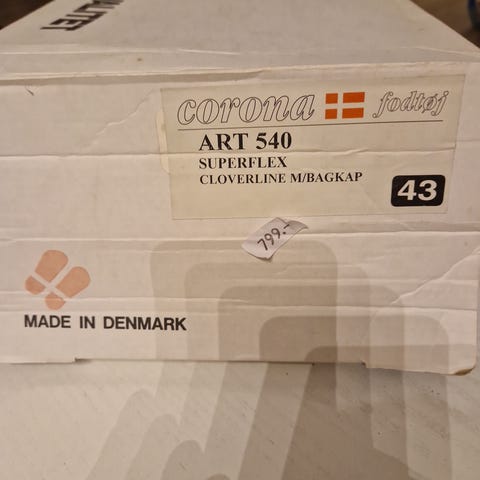 corona fodtøj
ART 540
SUPERFLEX
CLOVERLINE M/BAGKAP
43
799.-
MADE IN DENMARK